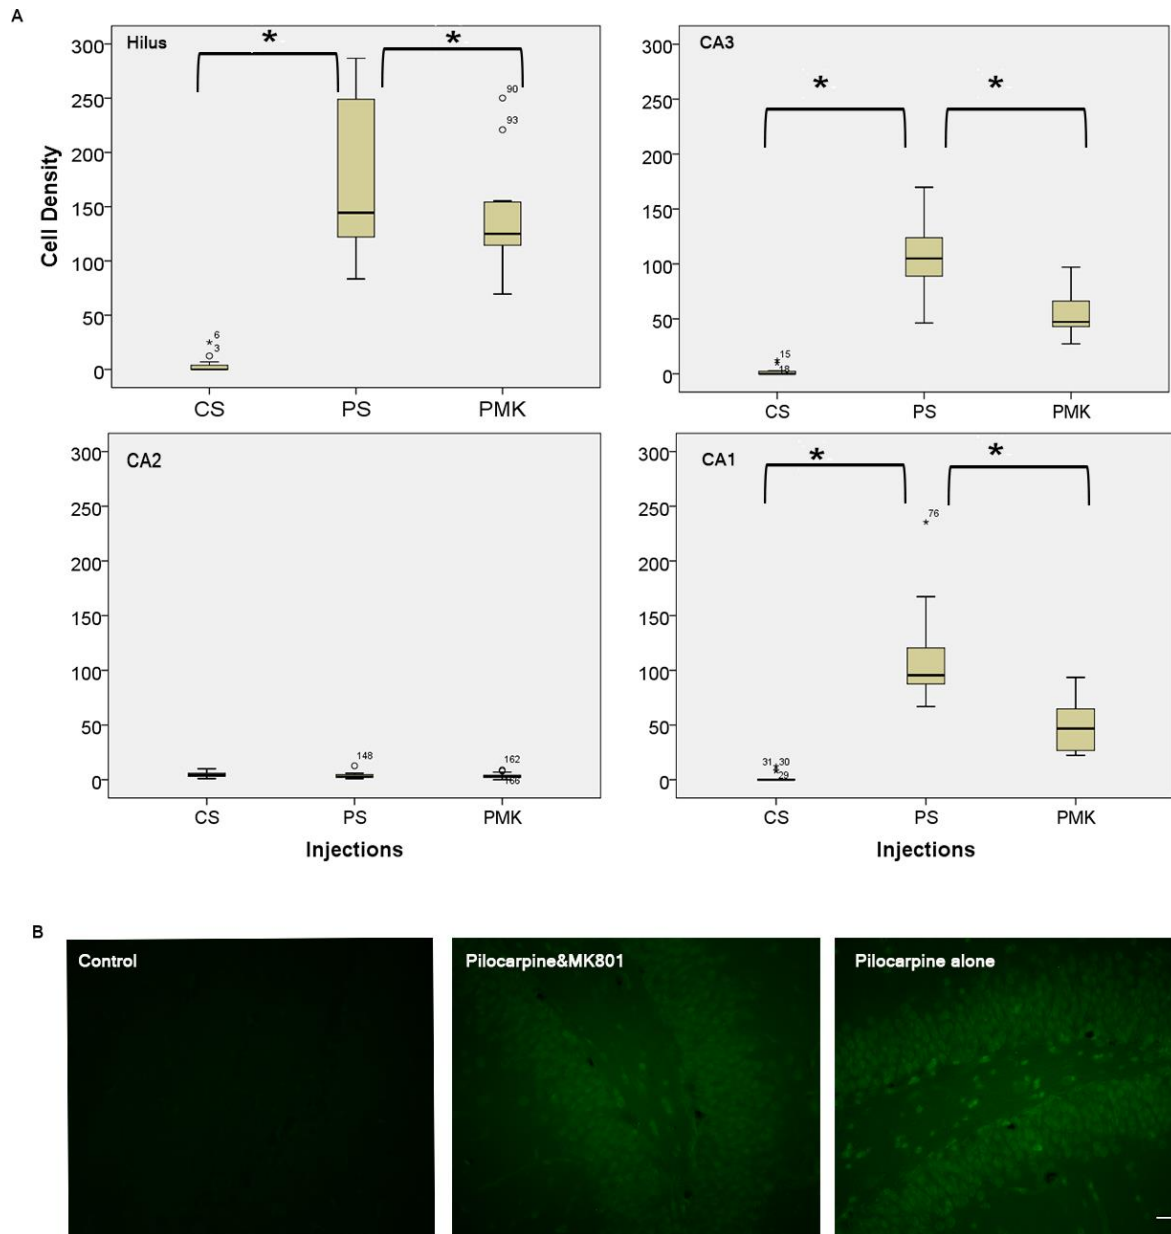 A
Hilus
*
*
300
250
200
150
100
50
0
Cell Density
90
93
6
* 3
CS PS PMK
CA3
*
*
300
250
200
150
100
50
0
* 15
18
CS PS PMK
CA2
300
250
200
150
100
50
0
148
162
166
CS PS PMK
Injections
CA1
*
*
300
250
200
150
100
50
0
76
*
31 * 30
29
CS PS PMK
Injections
B
Control
Pilocarpine&MK801
Pilocarpine alone